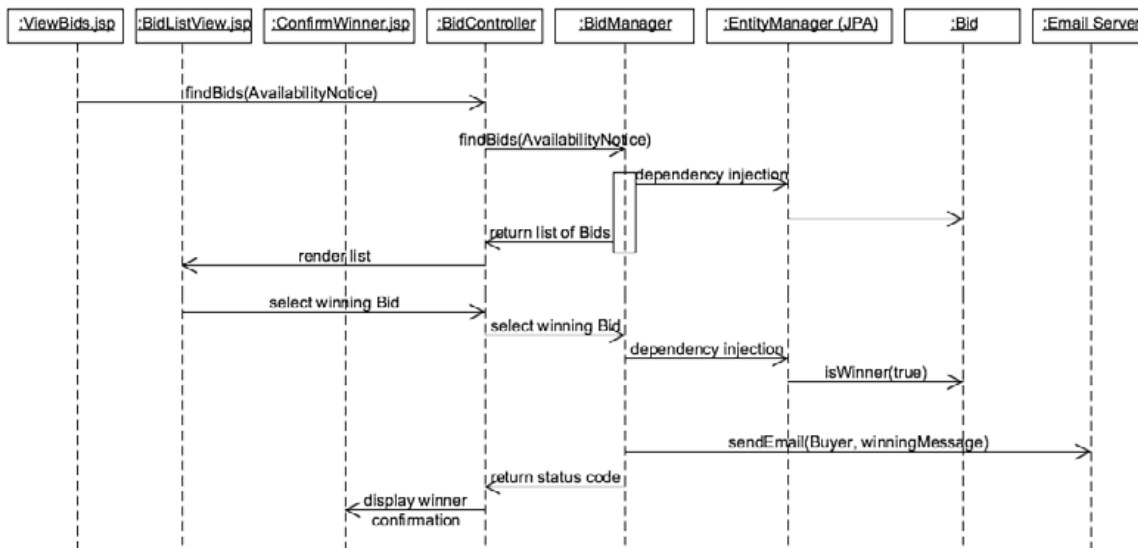 :ViewBids.jsp :BidListView.jsp :ConfirmWinner.jsp :BidController :BidManager :EntityManager (JPA) :Bid :Email Server
findBids(AvailabilityNotice)
findBids(AvailabilityNotice)
dependency injection
return list of Bids
render list
select winning Bid
select winning Bid
dependency injection
isWinner(true)
sendEmail(Buyer, winningMessage)
return status code
display winner
confirmation